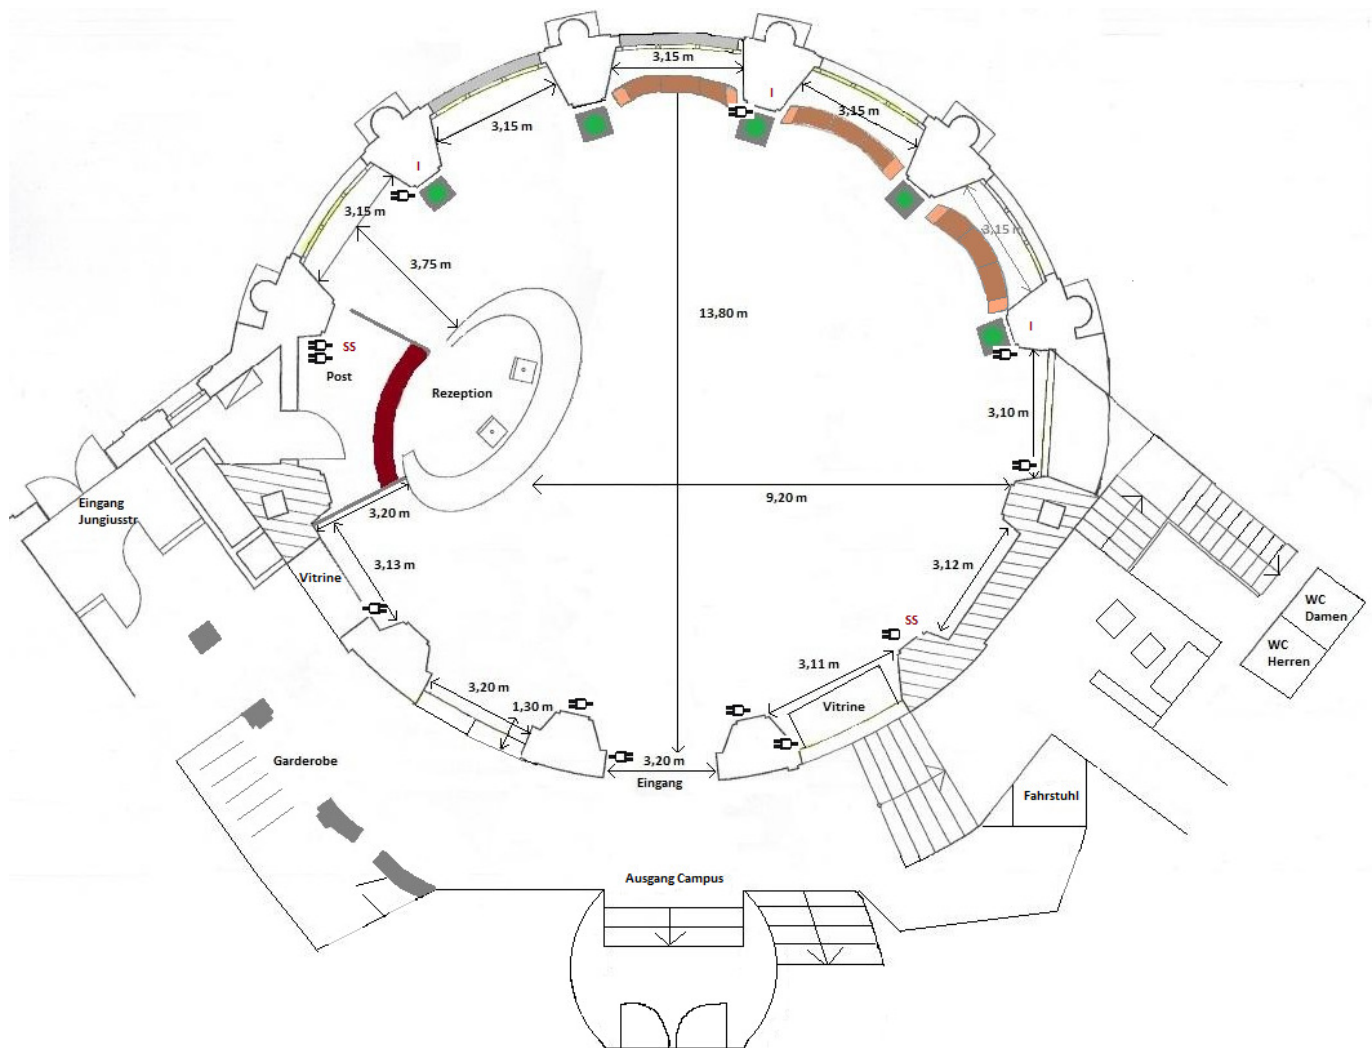 3,15 m
I
3,15 m
3,15 m
I
3,15 m
3,15 m
3,75 m
13,80 m
I
SS
Post
Rezeption
3,10 m
Eingang
Jungiusstr.
3,20 m
9,20 m
3,13 m
Vitrine
3,12 m
WC
Damen
WC
Herren
SS
3,11 m
3,20 m
1,30 m
Vitrine
Garderobe
3,20 m
Eingang
Fahrstuhl
Ausgang Campus